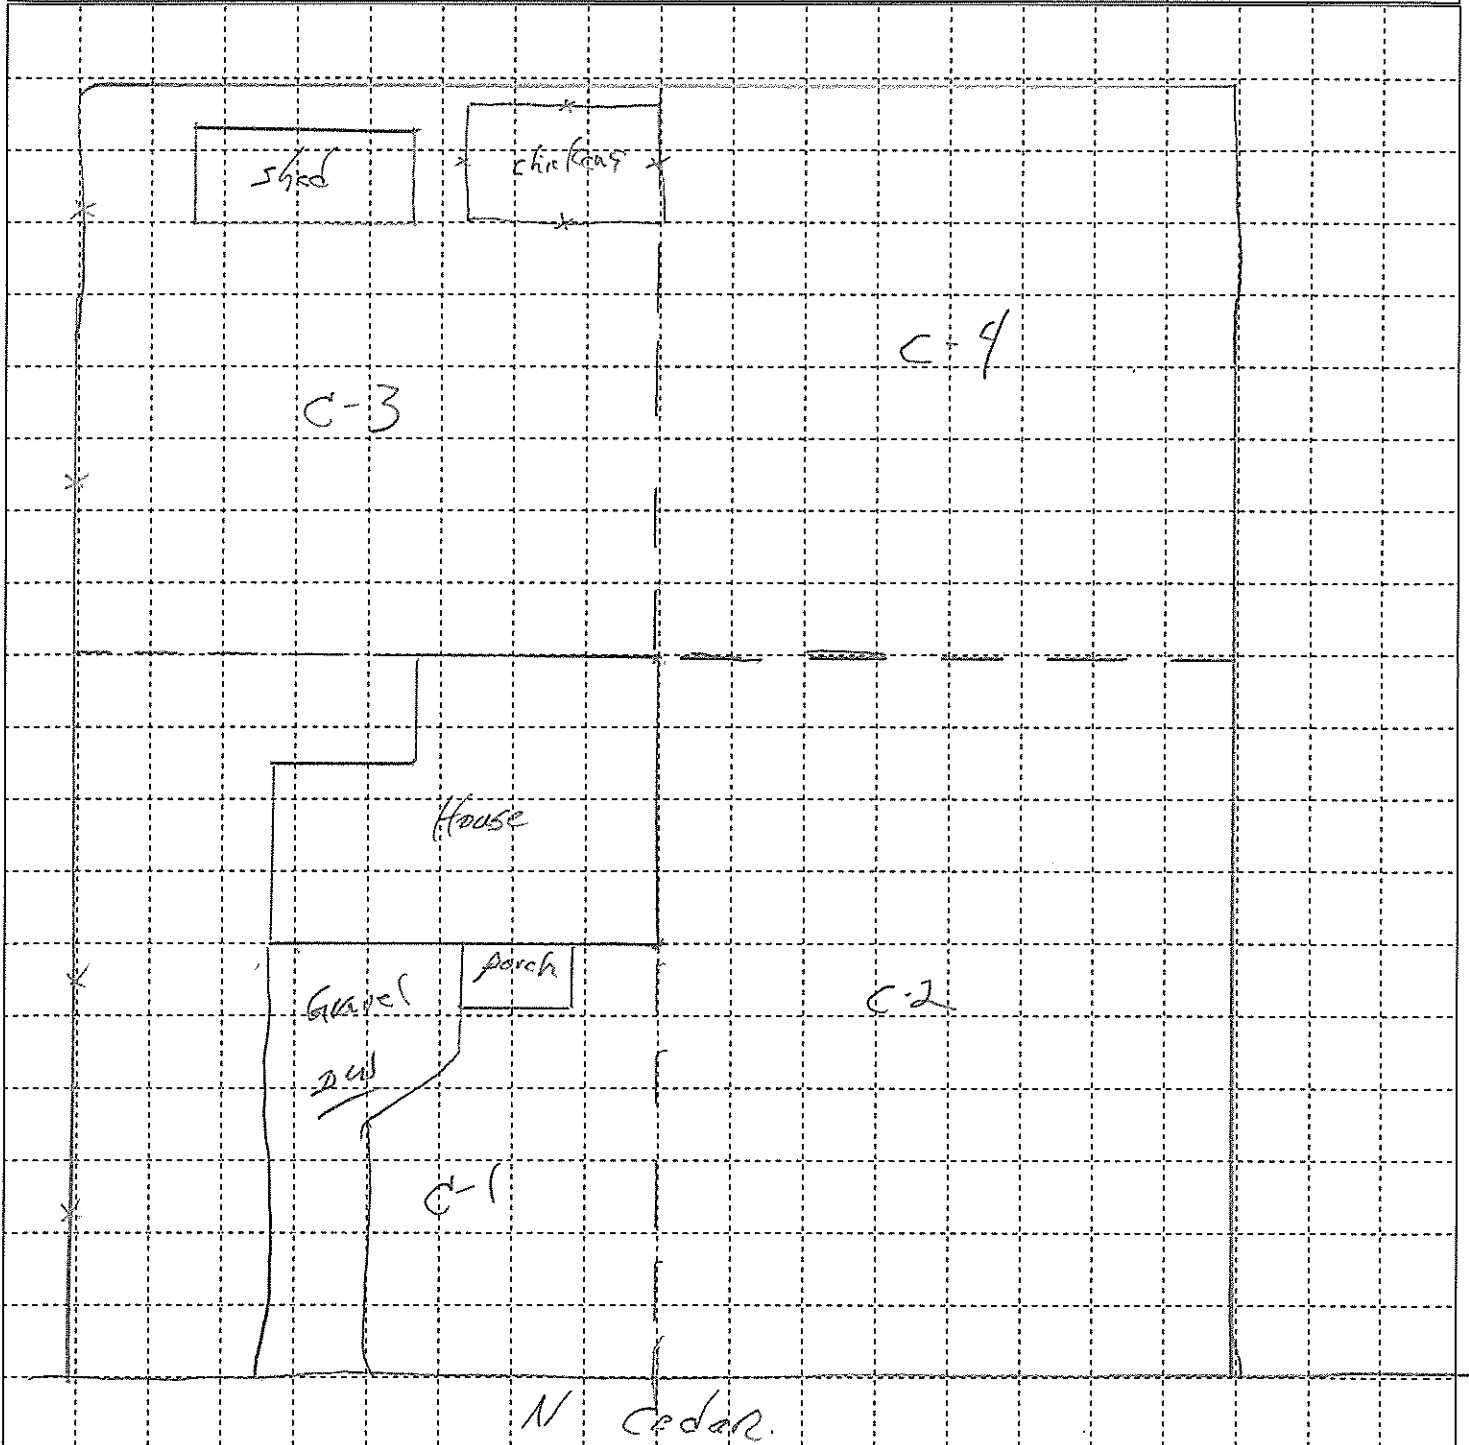 shed
chickens
C-4
C-3
House
porch
Gravel
DW
C-2
C-1
N Cedar.